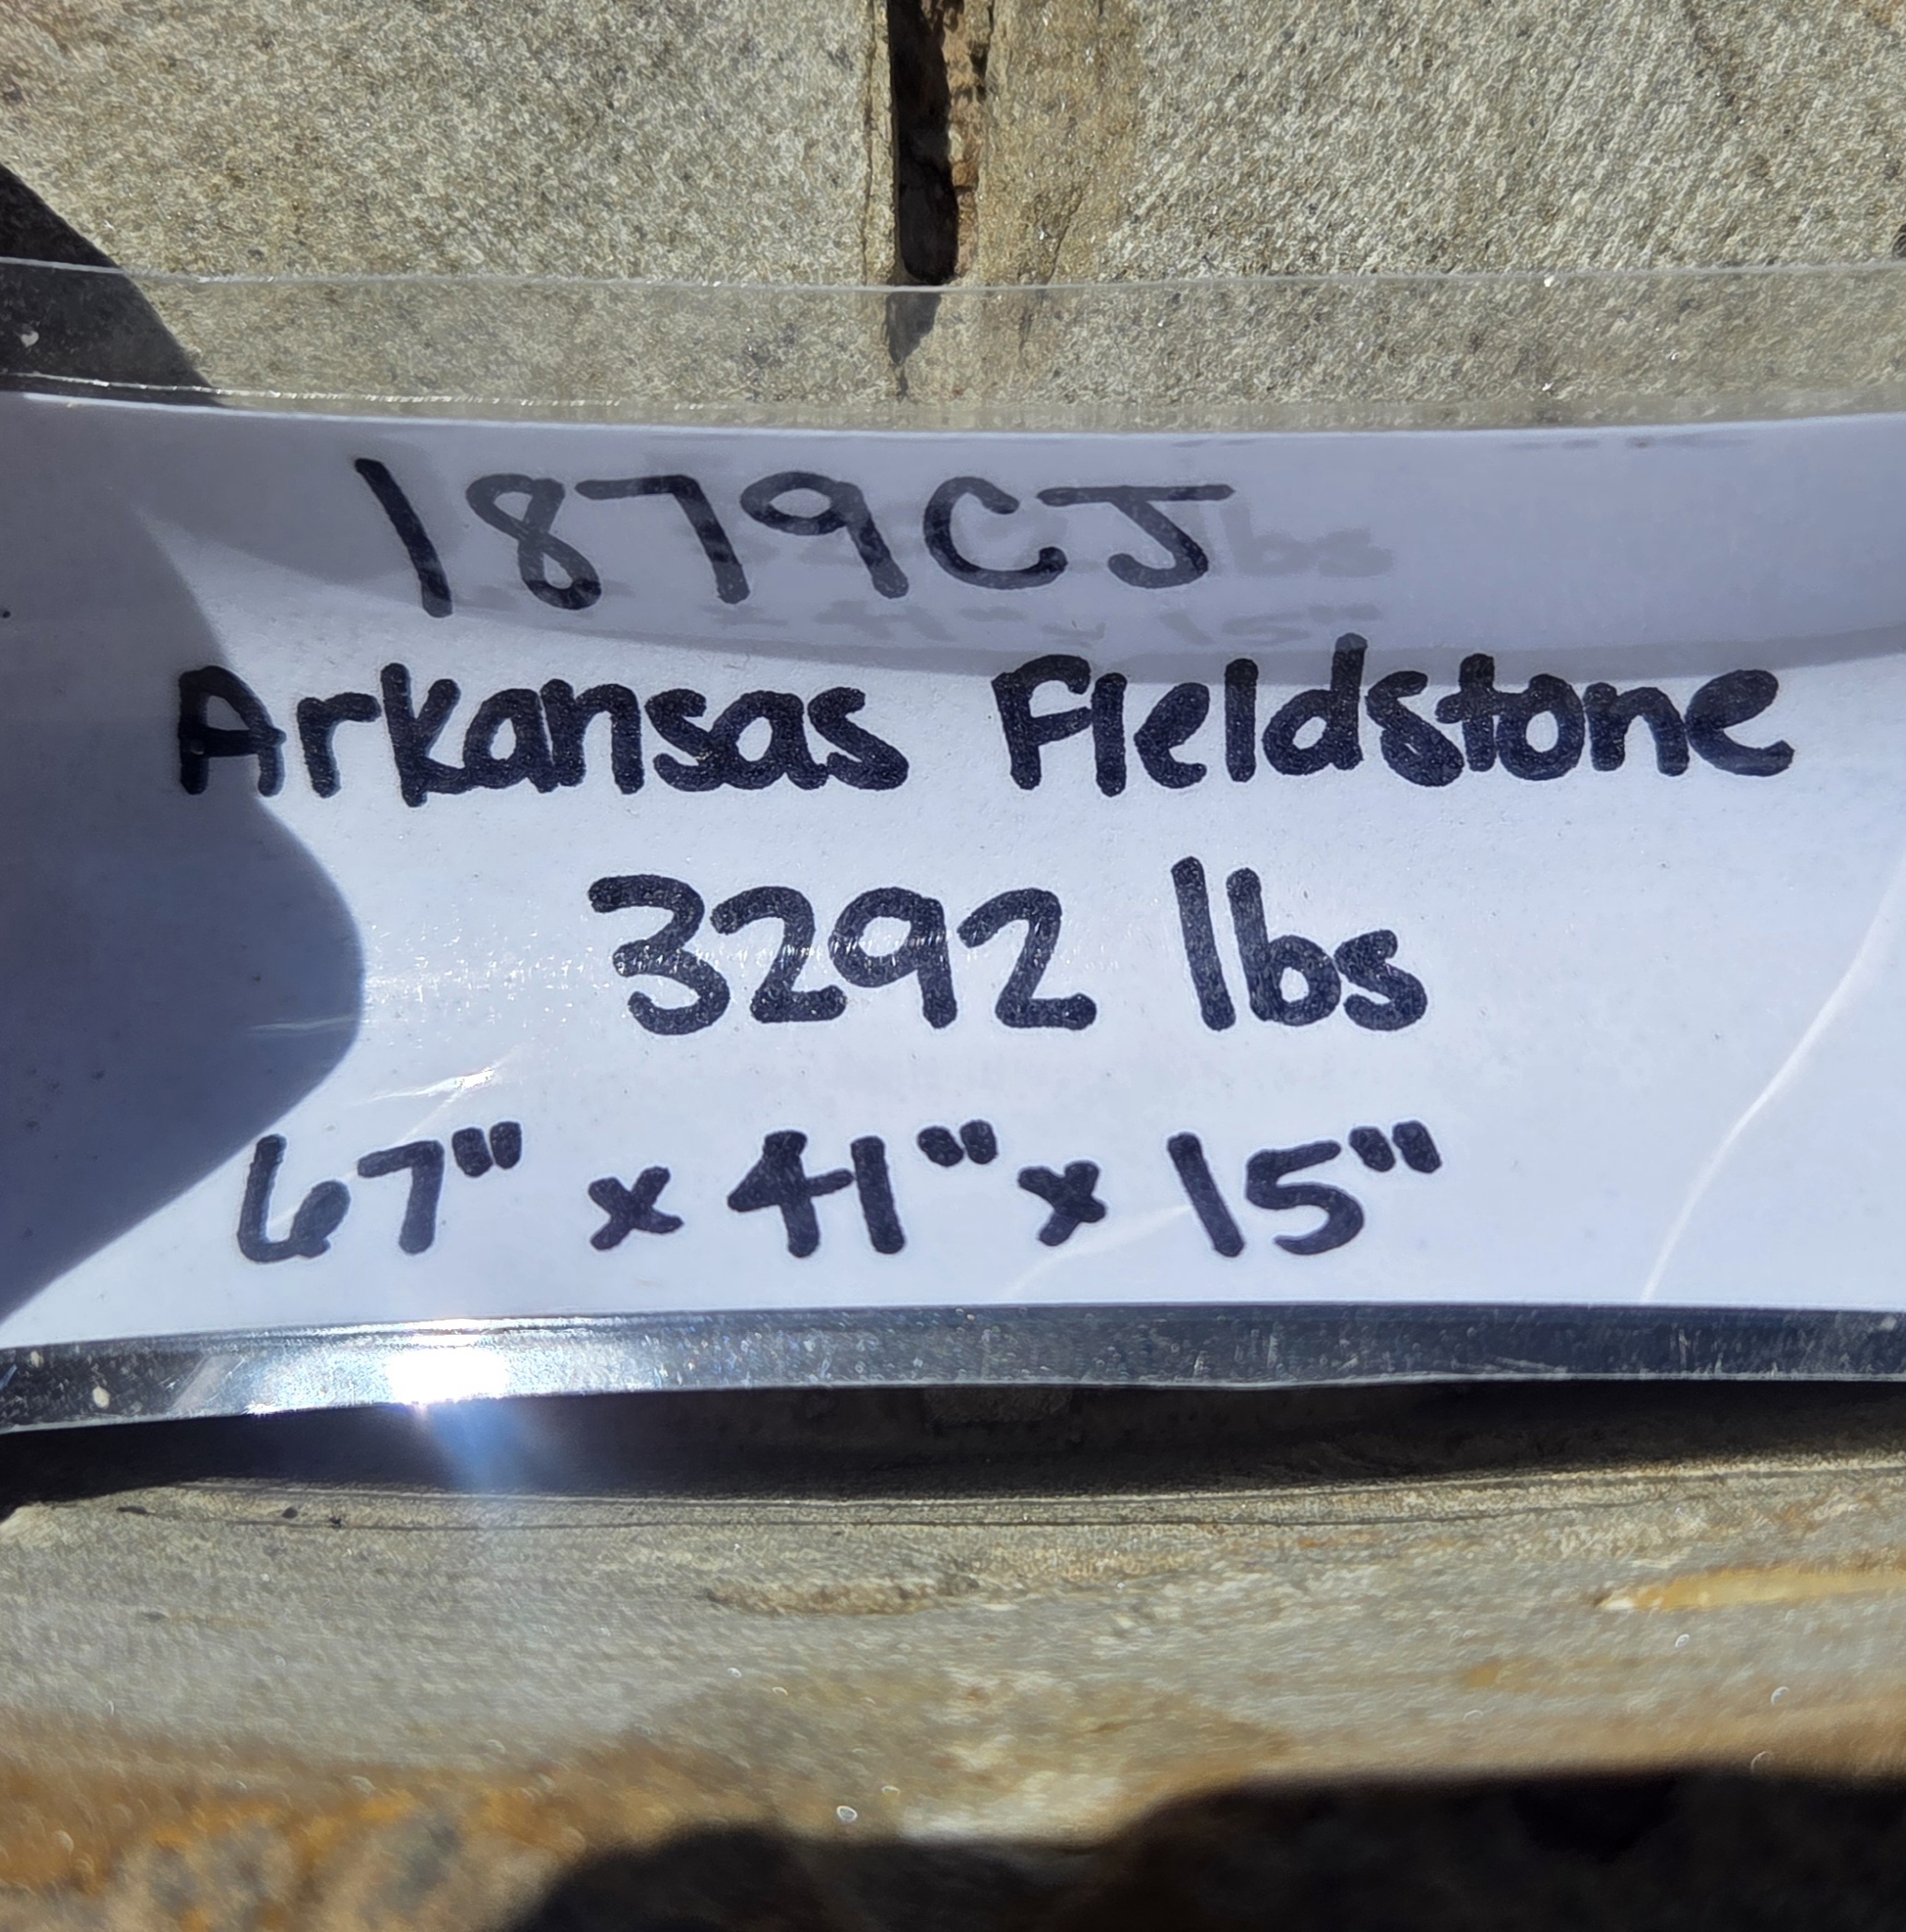 1879CJ
Arkansas Fieldstone
3292 lbs
67" x 41" x 15"